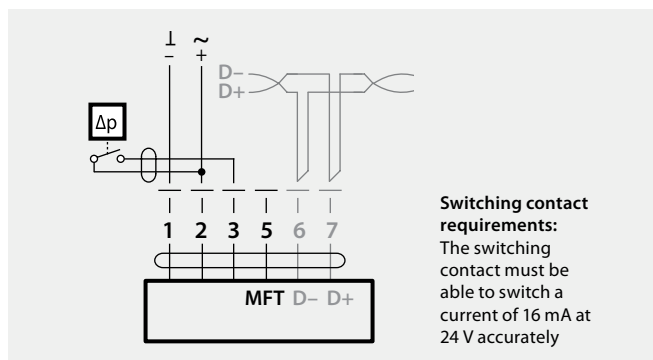 ⊥ ~
− +
D−
D+
Δp
1 2 3 5 6 7
MFT D− D+
Switching contact
requirements:
The switching
contact must be
able to switch a
current of 16 mA at
24 V accurately